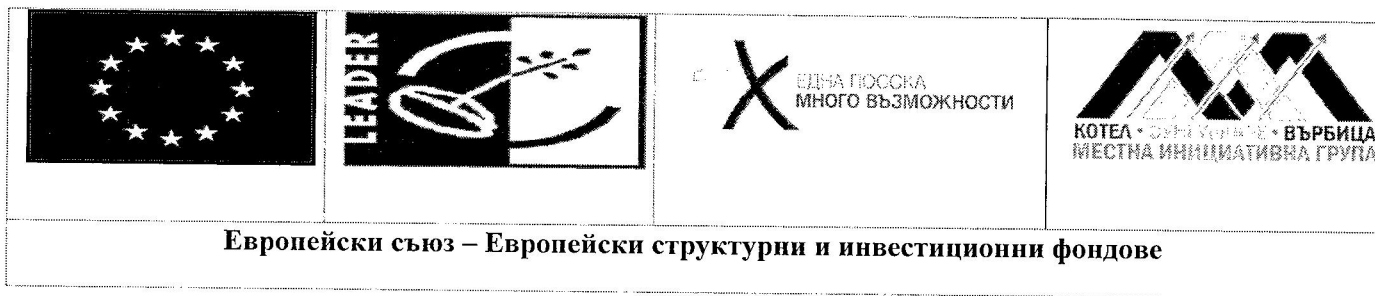 LEADER
ЕДНА ПОСОКА
МНОГО ВЪЗМОЖНОСТИ
КОТЕЛ • • ВЪРБИЦА
МЕСТНА ИНИЦИАТИВНА ГРУПА
Европейски съюз – Европейски структурни и инвестиционни фондове